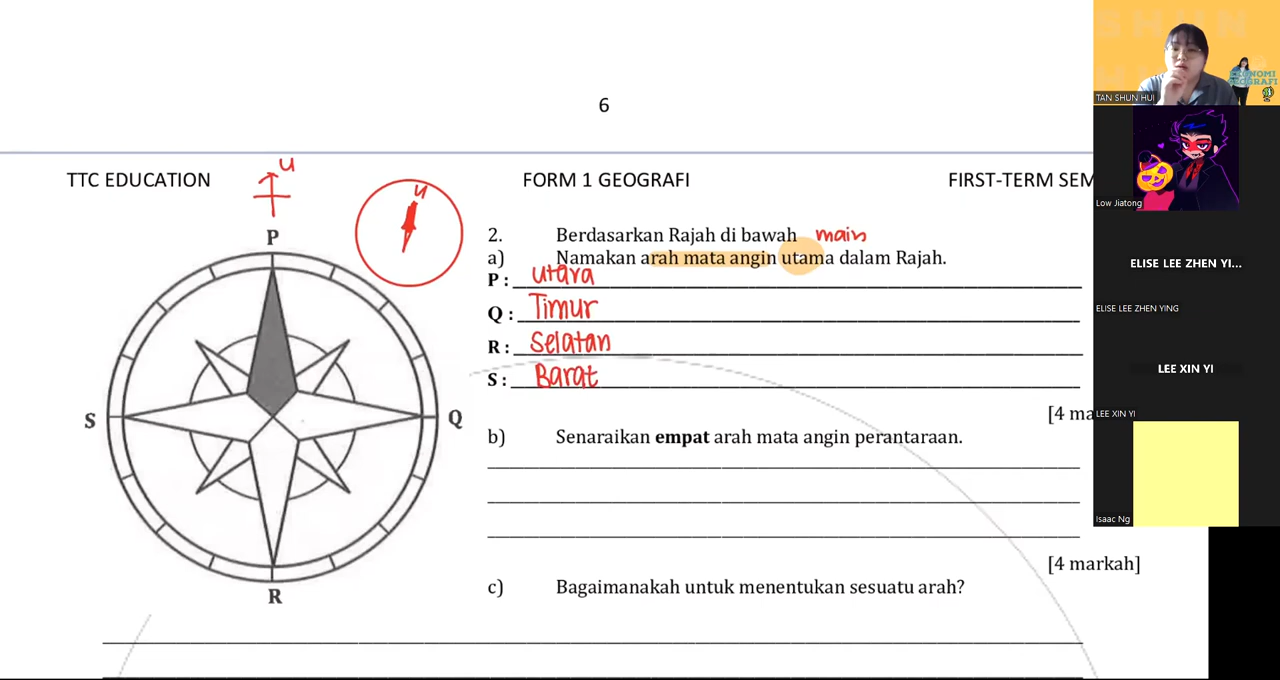 6
TTC EDUCATION
FORM 1 GEOGRAFI
FIRST-TERM SEM
u
u
P
S
Q
R
2. Berdasarkan Rajah di bawah main
a) Namakan arah mata angin utama dalam Rajah.
P : Utara
Q : Timur
R : Selatan
S : Barat
[4 ma
b) Senaraikan empat arah mata angin perantaraan.
[4 markah]
c) Bagaimanakah untuk menentukan sesuatu arah?
EKONOMI
GEOGRAFI
TAN SHUN HUI
Low Jiatong
ELISE LEE ZHEN YI...
ELISE LEE ZHEN YING
LEE XIN YI
LEE XIN YI
Isaac Ng